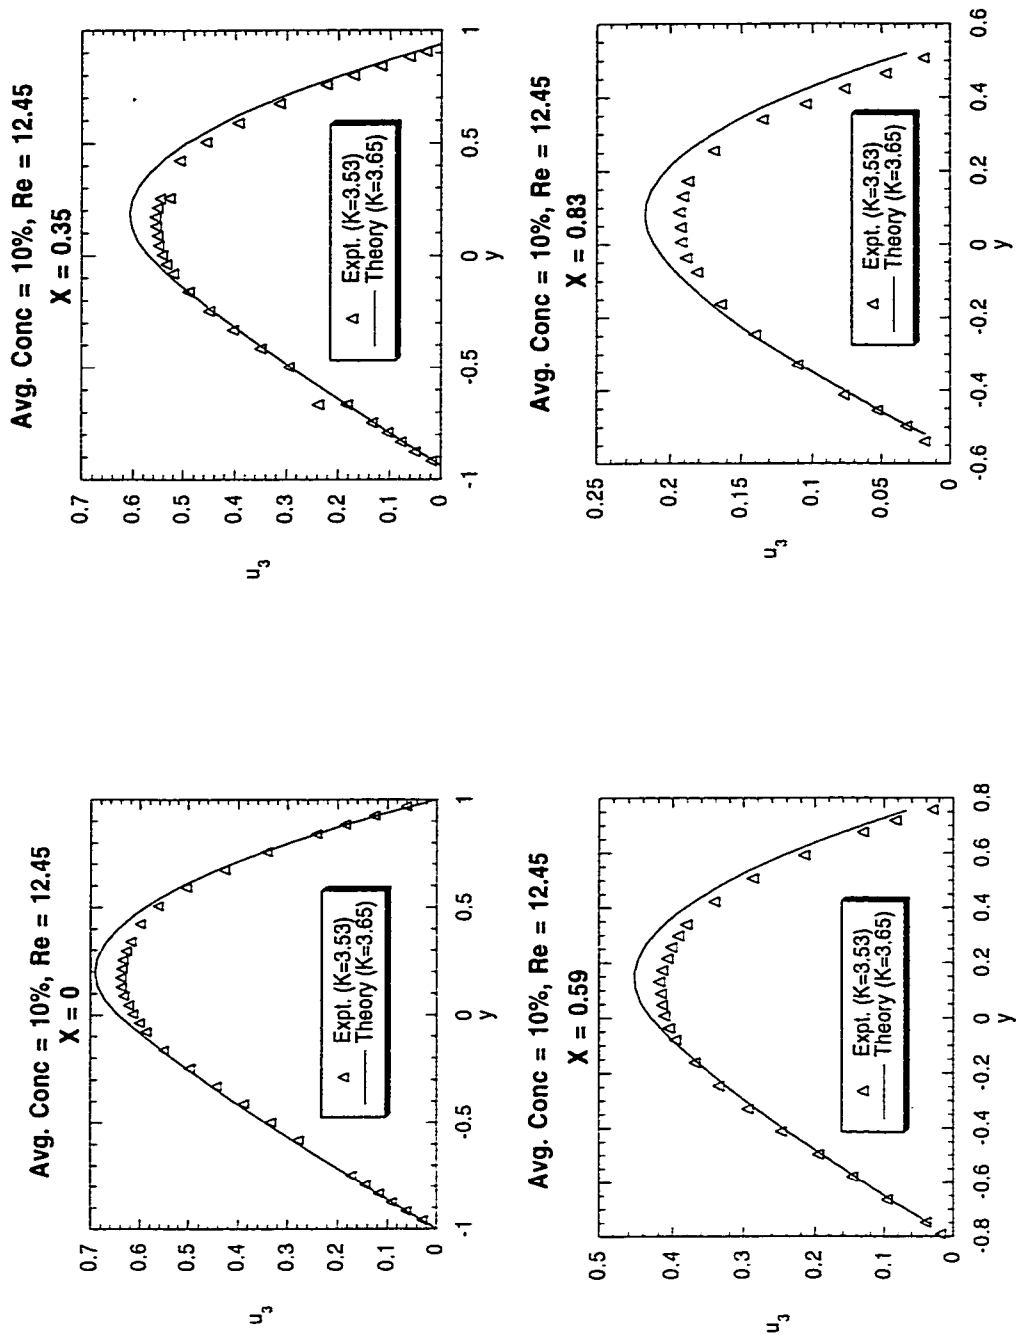 Avg. Conc = 10%, Re = 12.45
X = 0
0.7
0.6
0.5
0.4
0.3
0.2
0.1
0
u3
Expt. (K=3.53)
Theory (K=3.65)
-1 -0.5 0 0.5 1
y
Avg. Conc = 10%, Re = 12.45
X = 0.35
0.7
0.6
0.5
0.4
0.3
0.2
0.1
0
u3
Expt. (K=3.53)
Theory (K=3.65)
-1 -0.5 0 0.5 1
y
Avg. Conc = 10%, Re = 12.45
X = 0.59
0.5
0.4
0.3
0.2
0.1
0
u3
Expt. (K=3.53)
Theory (K=3.65)
-0.8 -0.6 -0.4 -0.2 0 0.2 0.4 0.6 0.8
y
Avg. Conc = 10%, Re = 12.45
X = 0.83
0.25
0.2
0.15
0.1
0.05
0
u3
Expt. (K=3.53)
Theory (K=3.65)
-0.6 -0.4 -0.2 0 0.2 0.4 0.6
y